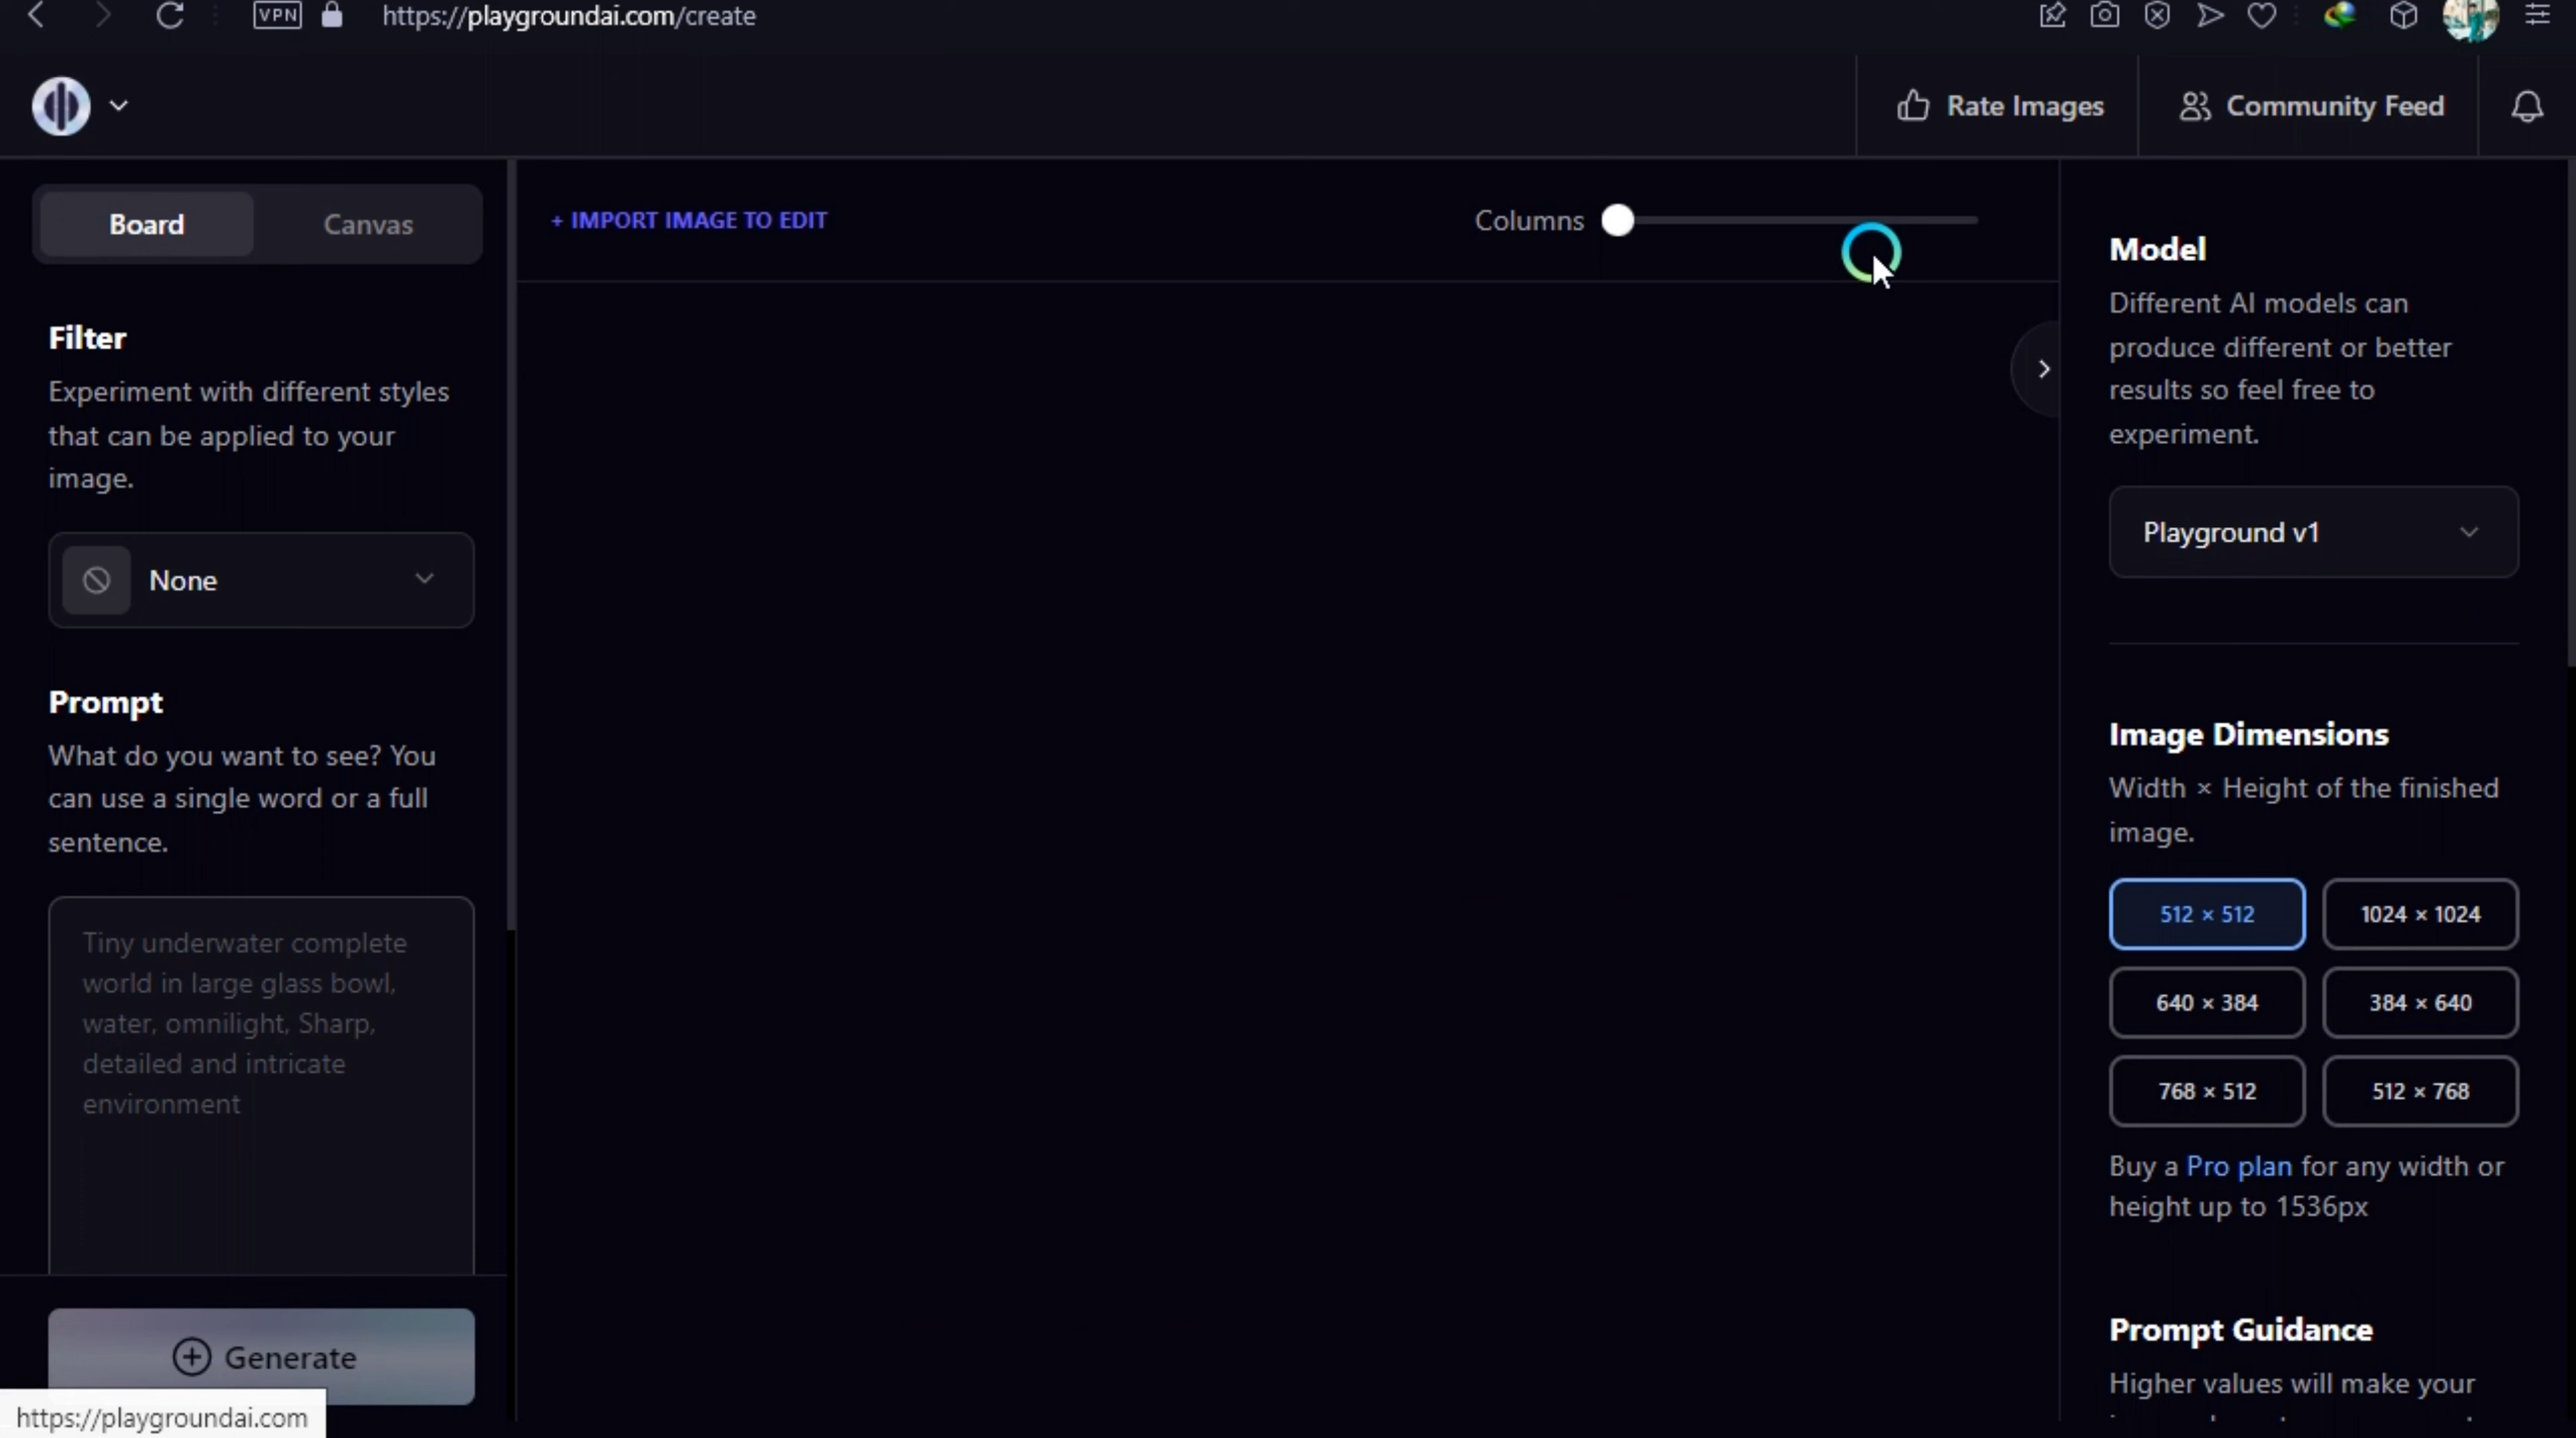 VPN
https://playgroundai.com/create
Rate Images
Community Feed
Board
Canvas
+ IMPORT IMAGE TO EDIT
Columns
Filter
Experiment with different styles
that can be applied to your
image.
None
Prompt
What do you want to see? You
can use a single word or a full
sentence.
Tiny underwater complete
world in large glass bowl,
water, omnilight, Sharp,
detailed and intricate
environment
Generate
https://playgroundai.com
Model
Different AI models can
produce different or better
results so feel free to
experiment.
Playground v1
Image Dimensions
Width × Height of the finished
image.
512 × 512
1024 × 1024
640 × 384
384 × 640
768 × 512
512 × 768
Buy a Pro plan for any width or
height up to 1536px
Prompt Guidance
Higher values will make your